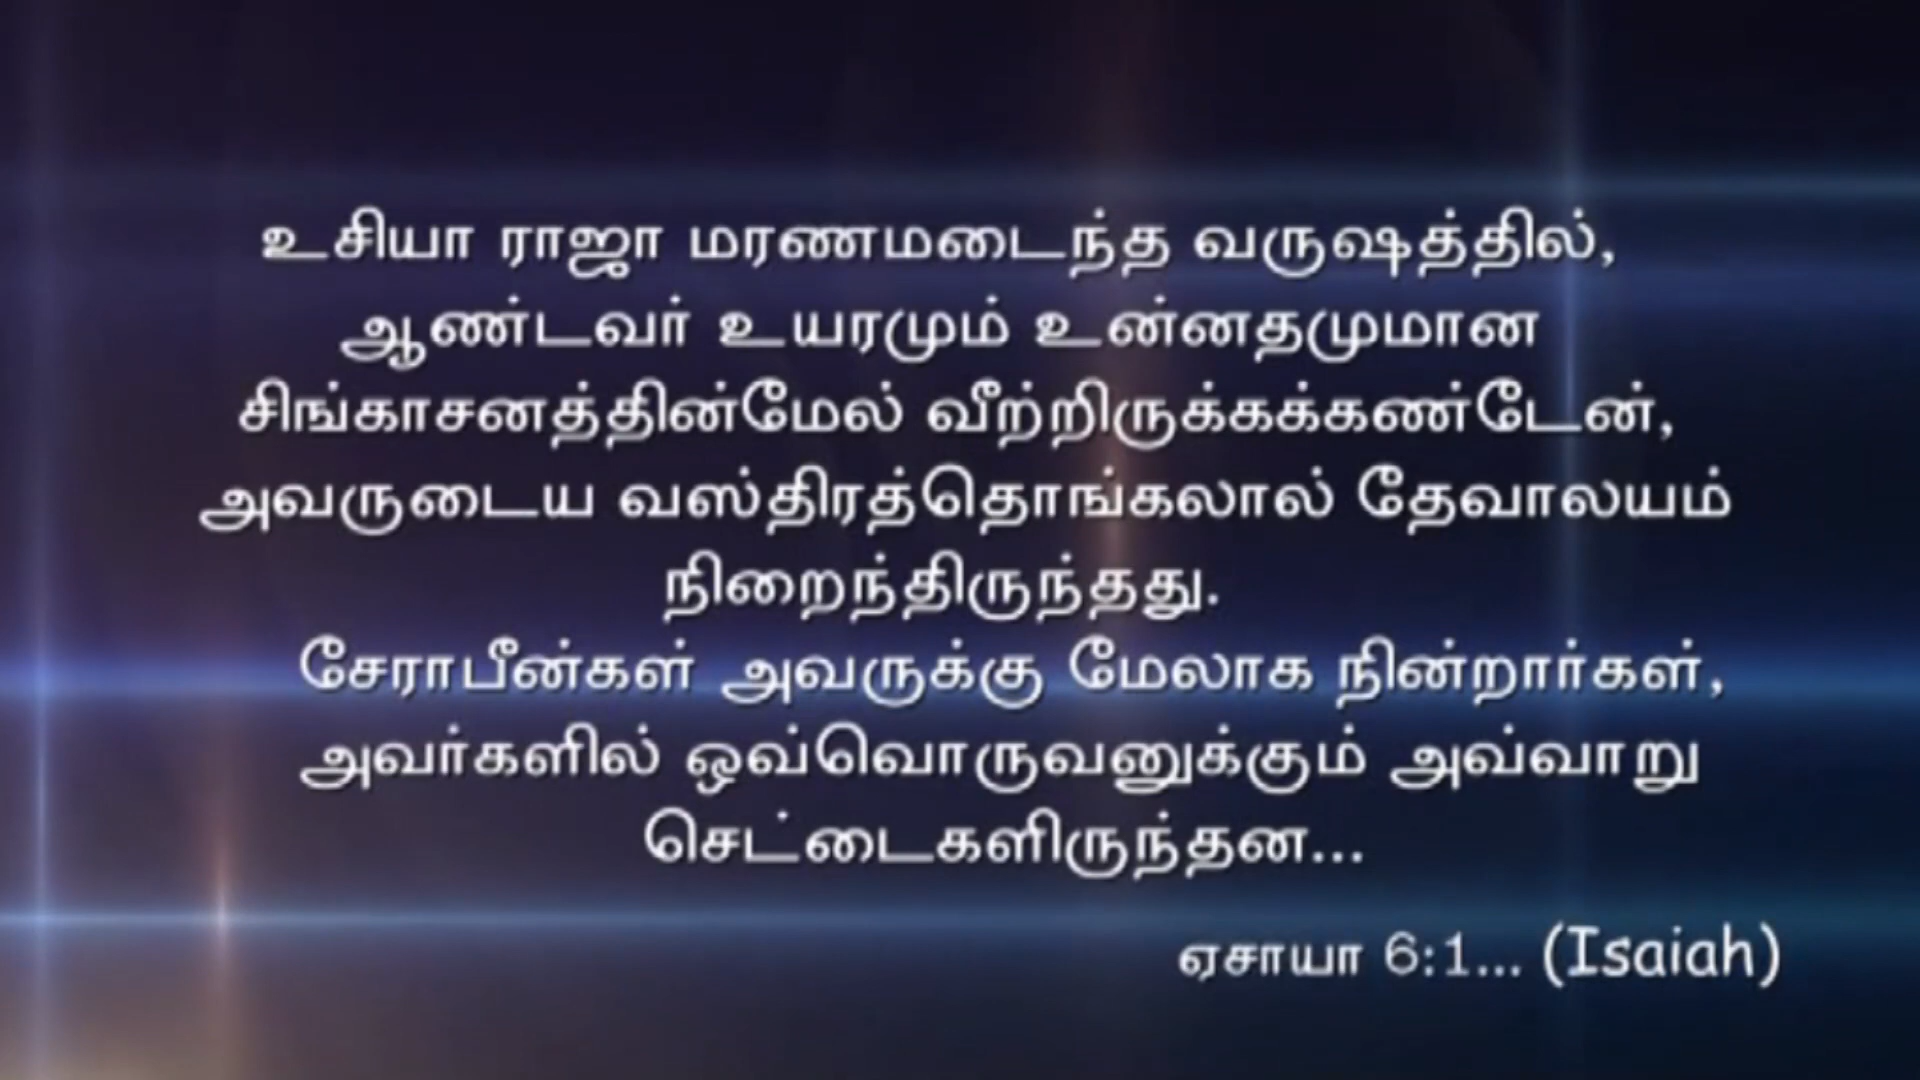 உசியா ராஜா மரணமடைந்த வருஷத்தில்,
ஆண்டவர் உயரமும் உன்னதமுமான
சிங்காசனத்தின்மேல் வீற்றிருக்கக்கண்டேன்,
அவருடைய வஸ்திரத்தொங்கலால் தேவாலயம்
நிறைந்திருந்தது.
சேராபீன்கள் அவருக்கு மேலாக நின்றார்கள்,
அவர்களில் ஒவ்வொருவனுக்கும் அவ்வாறு
செட்டைகளிருந்தன...
ஏசாயா 6:1... (Isaiah)